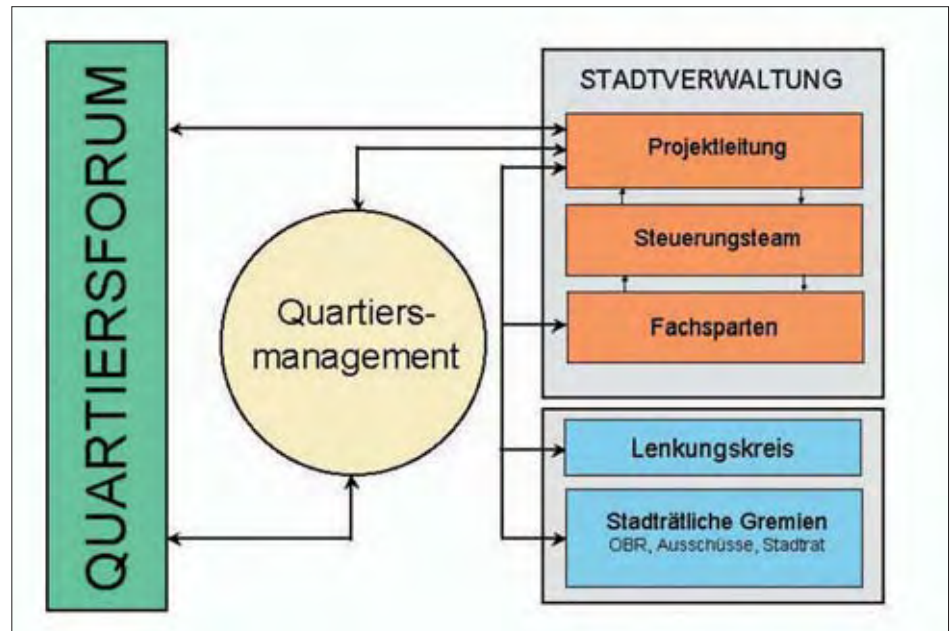 QUARTIERSFORUM
Quartiers-
management
STADTVERWALTUNG
Projektleitung
Steuerungsteam
Fachsparten
Lenkungskreis
Stadträtliche Gremien
OBR, Ausschüsse, Stadtrat